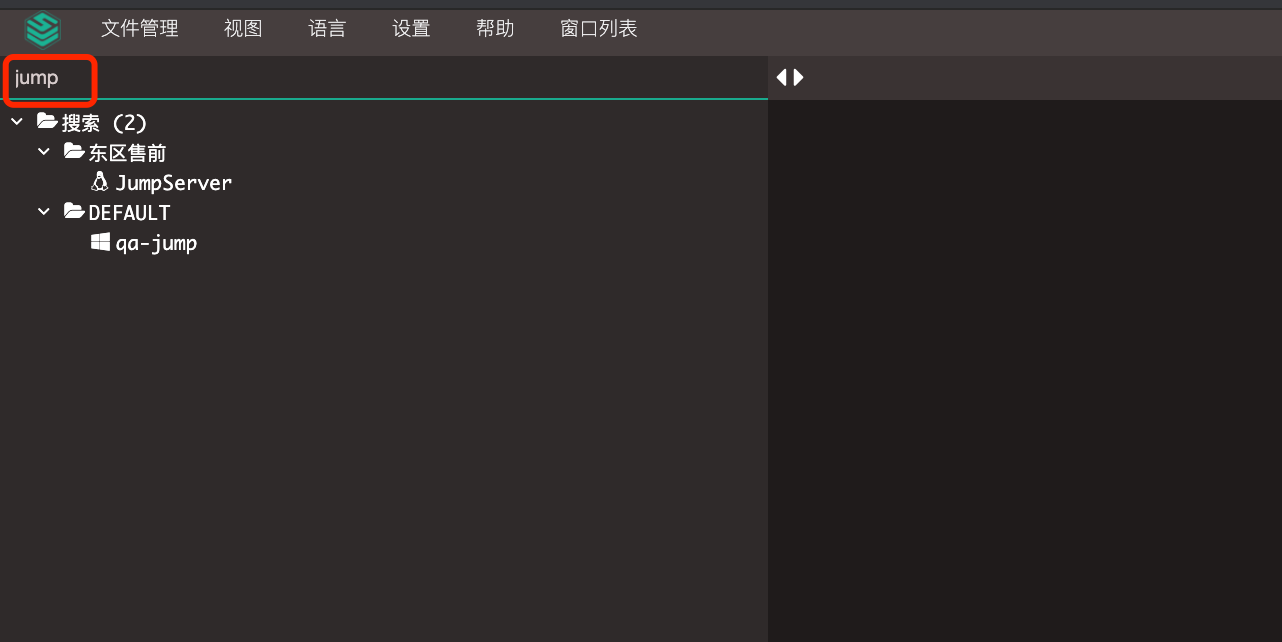 文件管理 视图 语言 设置 帮助 窗口列表
jump
搜索 (2)
东区售前
JumpServer
DEFAULT
qa-jump